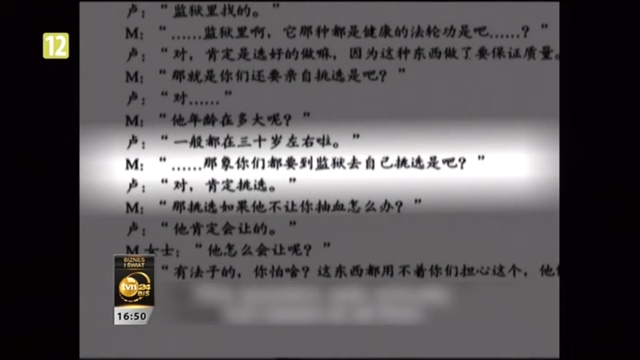 12
卢：“监狱里找的。”
M：“……监狱里啊，它那种都是健康的法轮功是吧……？”
卢：“对，肯定是选好的做嘛，因为这种东西做了要保证质量。
M：“那就是你们还要亲自挑选是吧？”
卢：“对……”
M：“他年龄在多大呢？”
卢：“一般都在三十岁左右啦。”
M：“……那象你们都要到监狱去自己挑选是吧？”
卢：“对，肯定挑选。”
M：“那挑选如果他不让你抽血怎么办？”
卢：“他肯定会让的。”
M 女士：“他怎么会让呢？”
“有法子的，你怕啥？这东西都用不着你们担心这个，他
BIZNES
I ŚWIAT
tvn24
BIS
16:50